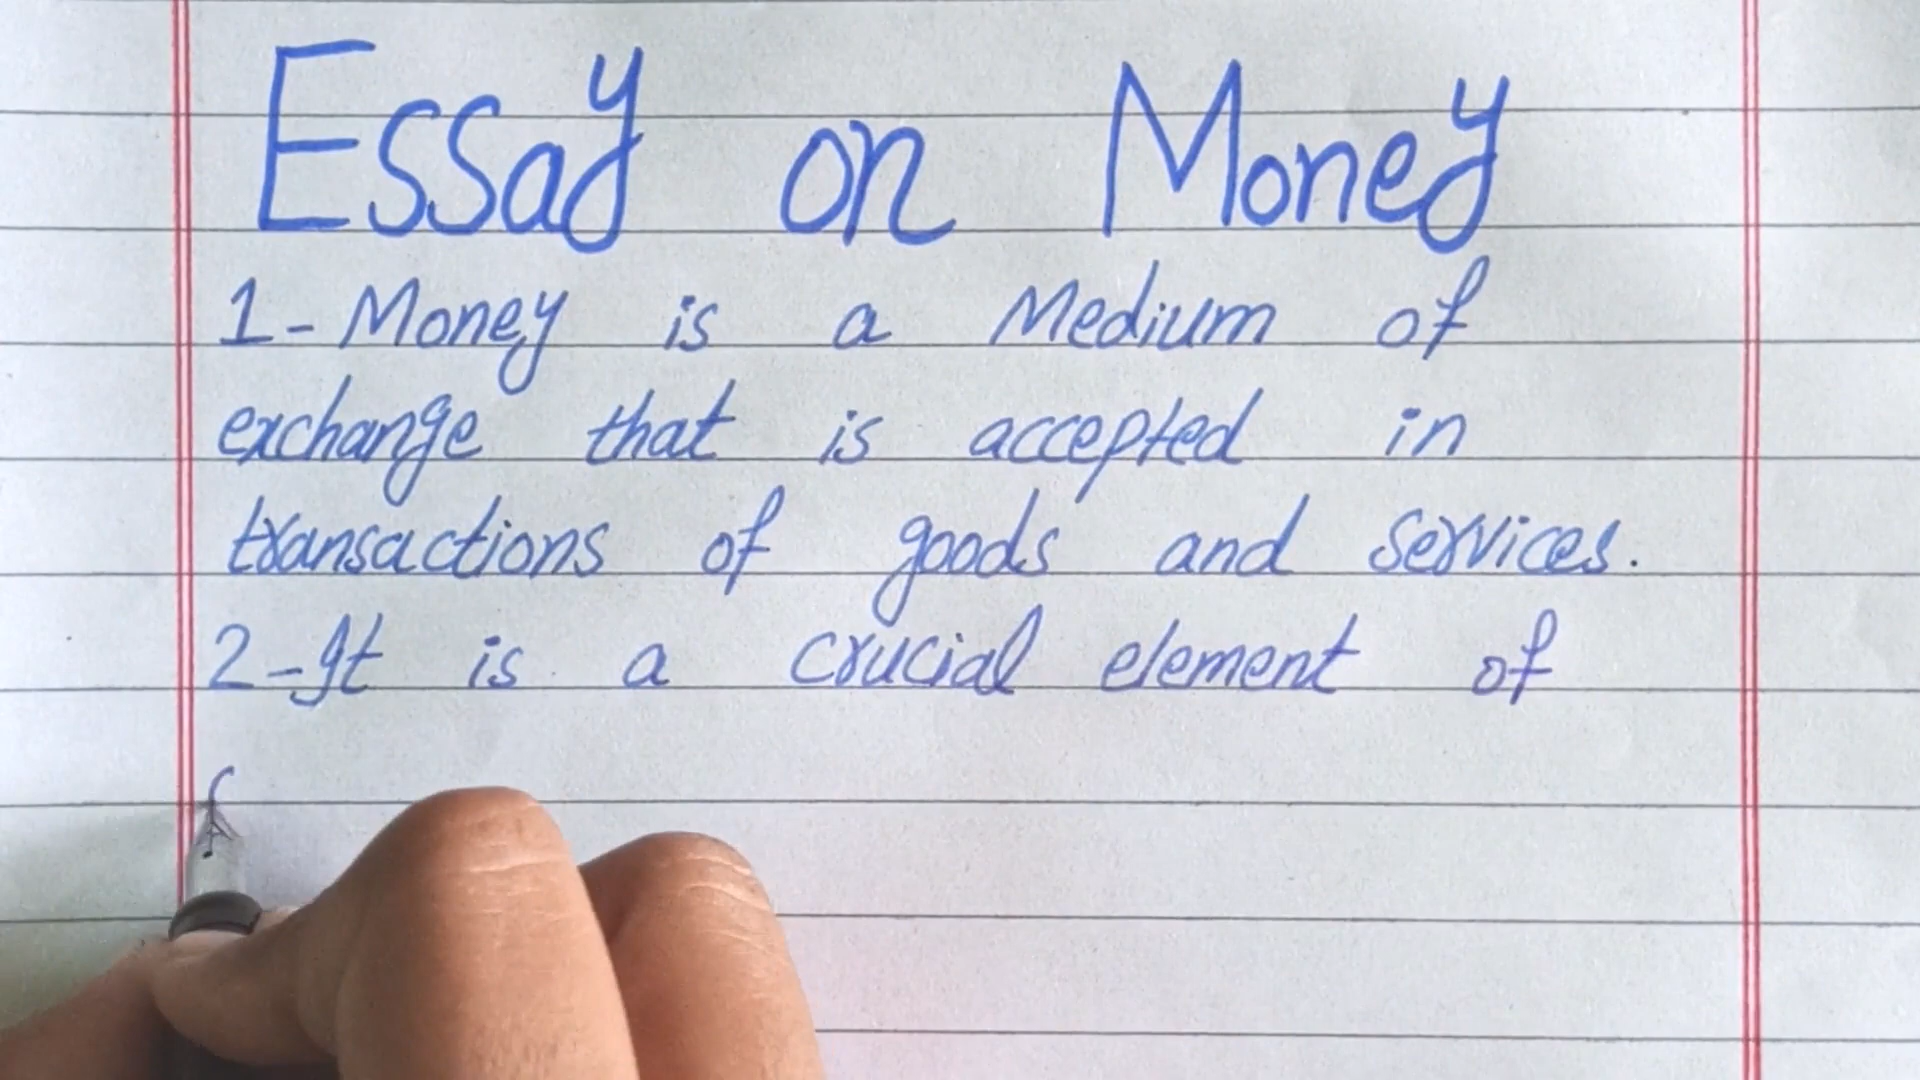 Essay on Money
1- Money is a Medium of
exchange that is accepted in
transactions of goods and services.
2- It is a crucial element of